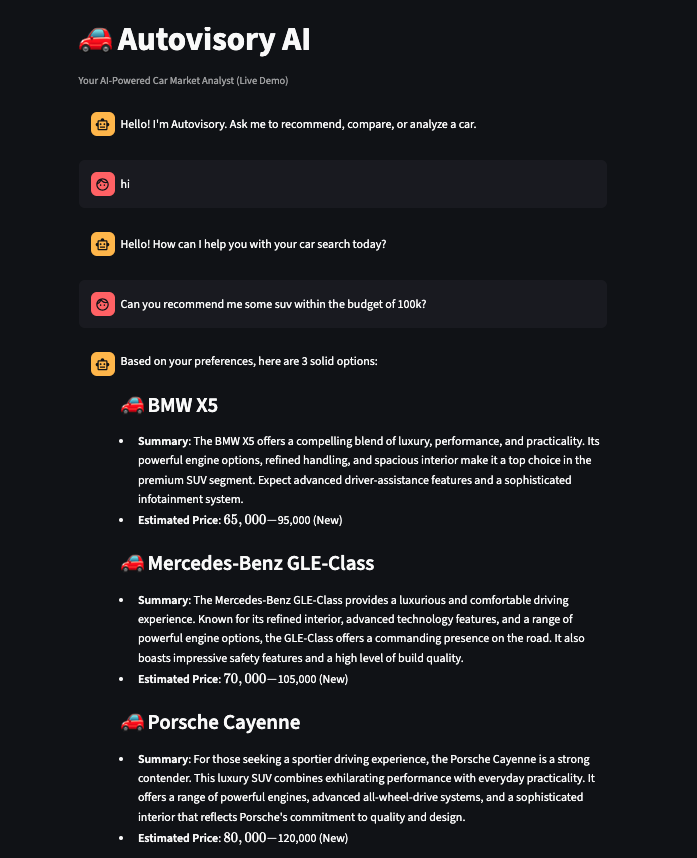 Autovisory AI
Your AI-Powered Car Market Analyst (Live Demo)
Hello! I'm Autovisory. Ask me to recommend, compare, or analyze a car.
hi
Hello! How can I help you with your car search today?
Can you recommend me some suv within the budget of 100k?
Based on your preferences, here are 3 solid options:
BMW X5
• Summary: The BMW X5 offers a compelling blend of luxury, performance, and practicality. Its
powerful engine options, refined handling, and spacious interior make it a top choice in the
premium SUV segment. Expect advanced driver-assistance features and a sophisticated
infotainment system.
• Estimated Price: 65,000—95,000 (New)
Mercedes-Benz GLE-Class
• Summary: The Mercedes-Benz GLE-Class provides a luxurious and comfortable driving
experience. Known for its refined interior, advanced technology features, and a range of
powerful engine options, the GLE-Class offers a commanding presence on the road. It also
boasts impressive safety features and a high level of build quality.
• Estimated Price: 70,000—105,000 (New)
Porsche Cayenne
• Summary: For those seeking a sportier driving experience, the Porsche Cayenne is a strong
contender. This luxury SUV combines exhilarating performance with everyday practicality. It
offers a range of powerful engines, advanced all-wheel-drive systems, and a sophisticated
interior that reflects Porsche's commitment to quality and design.
• Estimated Price: 80,000—120,000 (New)